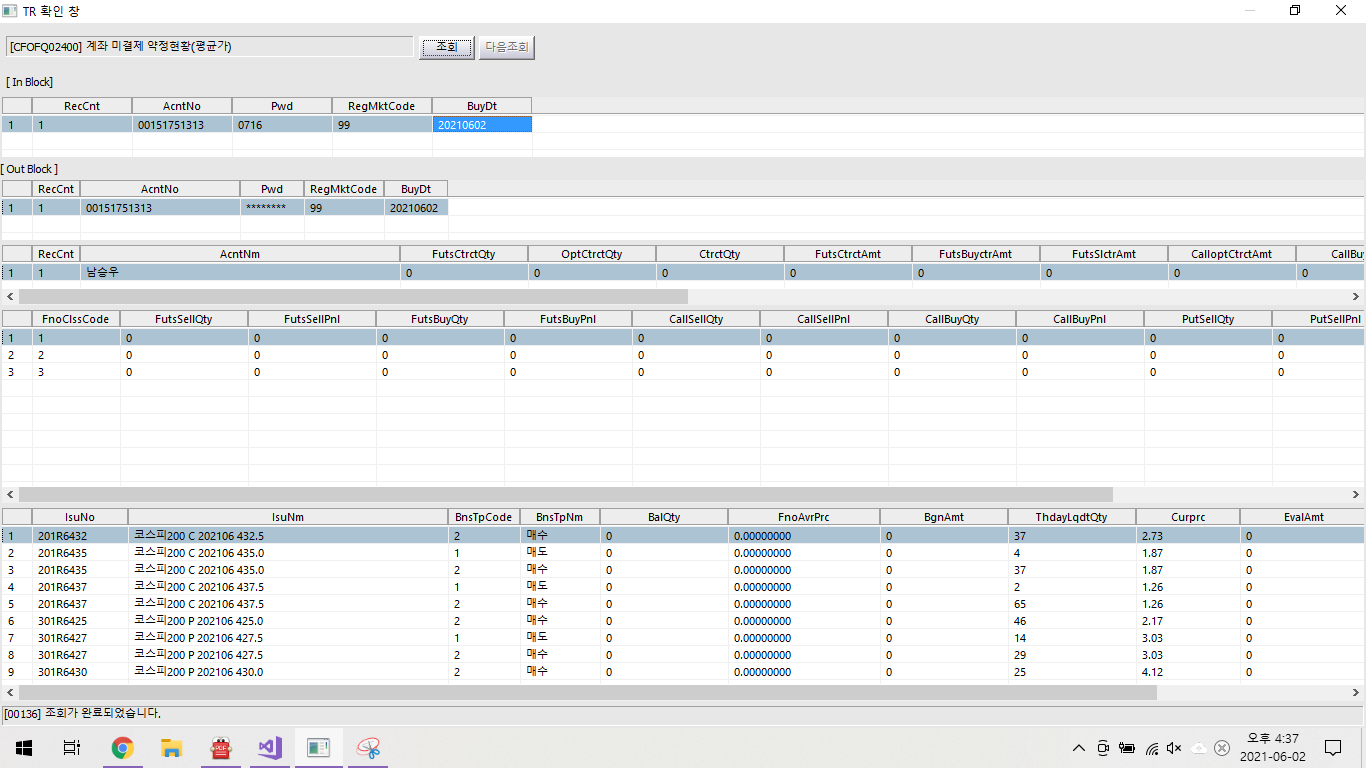 TR 확인 창
[CFOFQ02400] 계좌 미결제 약정현황(평균가) 조회 다음조회
[ In Block]
RecCnt AcntNo Pwd RegMktCode BuyDt
1 1 00151751313 0716 99 20210602
[ Out Block ]
RecCnt AcntNo Pwd RegMktCode BuyDt
1 1 00151751313 ******** 99 20210602
RecCnt AcntNm FutsCtrctQty OptCtrctQty CtrctQty FutsCtrctAmt FutsBuyctrAmt FutsSlctrAmt CalloptCtrctAmt CallBuy
1 1 남승우 0 0 0 0 0 0 0 0
FnoClssCode FutsSellQty FutsSellPnl FutsBuyQty FutsBuyPnl CallSellQty CallSellPnl CallBuyQty CallBuyPnl PutSellQty PutSellPnl
1 1 0 0 0 0 0 0 0 0 0 0
2 2 0 0 0 0 0 0 0 0 0 0
3 3 0 0 0 0 0 0 0 0 0 0
IsuNo IsuNm BnsTpCode BnsTpNm BalQty FnoAvrPrc BgnAmt ThdayLqdtQty Curprc EvalAmt
1 201R6432 코스피200 C 202106 432.5 2 매수 0 0.00000000 0 37 2.73 0
2 201R6435 코스피200 C 202106 435.0 1 매도 0 0.00000000 0 4 1.87 0
3 201R6435 코스피200 C 202106 435.0 2 매수 0 0.00000000 0 37 1.87 0
4 201R6437 코스피200 C 202106 437.5 1 매도 0 0.00000000 0 2 1.26 0
5 201R6437 코스피200 C 202106 437.5 2 매수 0 0.00000000 0 65 1.26 0
6 301R6425 코스피200 P 202106 425.0 2 매수 0 0.00000000 0 46 2.17 0
7 301R6427 코스피200 P 202106 427.5 1 매도 0 0.00000000 0 14 3.03 0
8 301R6427 코스피200 P 202106 427.5 2 매수 0 0.00000000 0 29 3.03 0
9 301R6430 코스피200 P 202106 430.0 2 매수 0 0.00000000 0 25 4.12 0
[00136] 조회가 완료되었습니다.
PDF
오후 4:37
2021-06-02